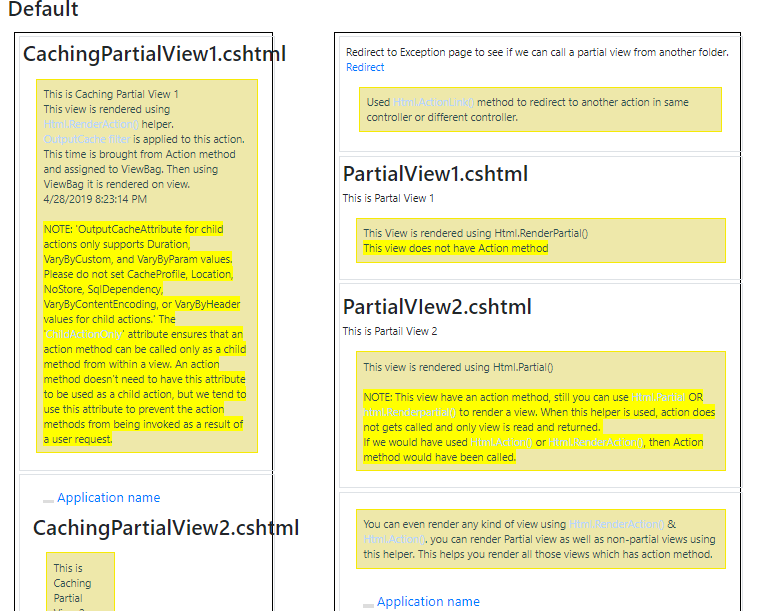 Default
CachingPartialView1.cshtml
This is Caching Partial View 1
This view is rendered using
Html.RenderAction() helper.
OutputCache filter is applied to this action.
This time is brought from Action method
and assigned to ViewBag. Then using
ViewBag it is rendered on view.
4/28/2019 8:23:14 PM
NOTE: 'OutputCacheAttribute for child
actions only supports Duration,
VaryByCustom, and VaryByParam values.
Please do not set CacheProfile, Location,
NoStore, SqlDependency,
VaryByContentEncoding, or VaryByHeader
values for child actions.' The
'ChildActionOnly' attribute ensures that an
action method can be called only as a child
method from within a view. An action
method doesn't need to have this attribute
to be used as a child action, but we tend to
use this attribute to prevent the action
methods from being invoked as a result of
a user request.
Application name
CachingPartialView2.cshtml
This is
Caching
Partial
Redirect to Exception page to see if we can call a partial view from another folder.
Redirect
Used Html.ActionLink() method to redirect to another action in same
controller or different controller.
PartialView1.cshtml
This is Partal View 1
This View is rendered using Html.RenderPartial()
This view does not have Action method
PartialVIew2.cshtml
This is Partail View 2
This view is rendered using Html.Partial()
NOTE: This view have an action method, still you can use Html.Partial OR
html.Renderpartial() to render a view. When this helper is used, action does
not gets called and only view is read and returned.
If we would have used Html.Action() or Html.RenderAction(), then Action
method would have been called.
You can even render any kind of view using Html.RenderAction() &
Html.Action(). you can render Partial view as well as non-partial views using
this helper. This helps you render all those views which has action method.
Application name